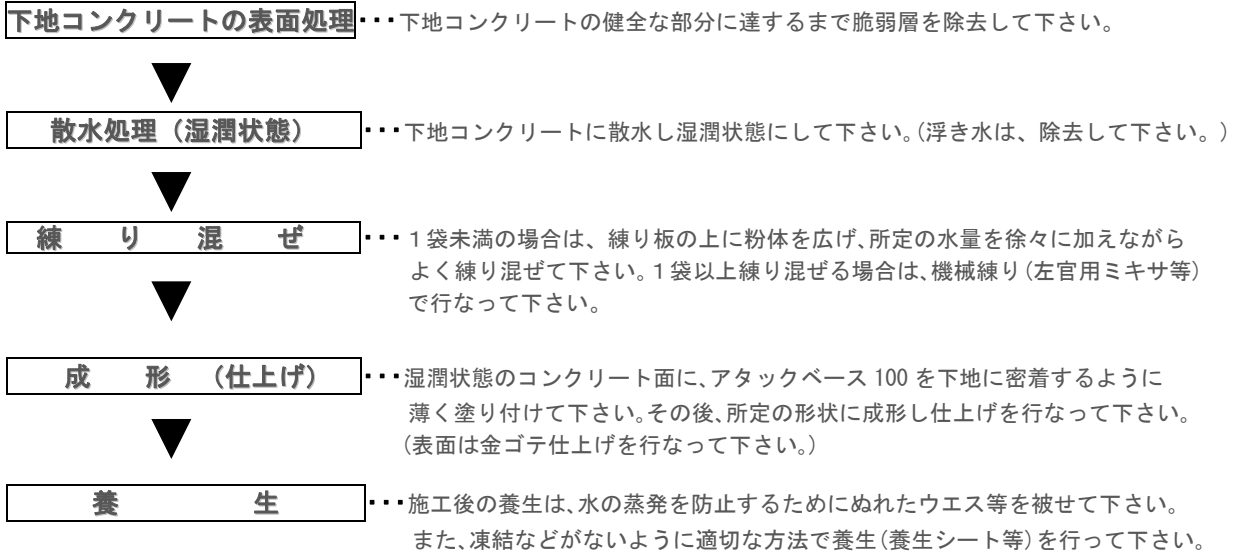 下地コンクリートの表面処理・・・下地コンクリートの健全な部分に達するまで脆弱層を除去して下さい。
散水処理（湿潤状態）・・・下地コンクリートに散水し湿潤状態にして下さい。(浮き水は、除去して下さい。)
練り混ぜ・・・１袋未満の場合は、練り板の上に粉体を広げ、所定の水量を徐々に加えながら
よく練り混ぜて下さい。１袋以上練り混ぜる場合は、機械練り(左官用ミキサ等)
で行なって下さい。
成形（仕上げ）・・・湿潤状態のコンクリート面に、アタックベース 100 を下地に密着するように
薄く塗り付けて下さい。その後、所定の形状に成形し仕上げを行なって下さい。
(表面は金ゴテ仕上げを行なって下さい。)
養生・・・施工後の養生は、水の蒸発を防止するためにぬれたウエス等を被せて下さい。
また、凍結などがないように適切な方法で養生(養生シート等)を行って下さい。